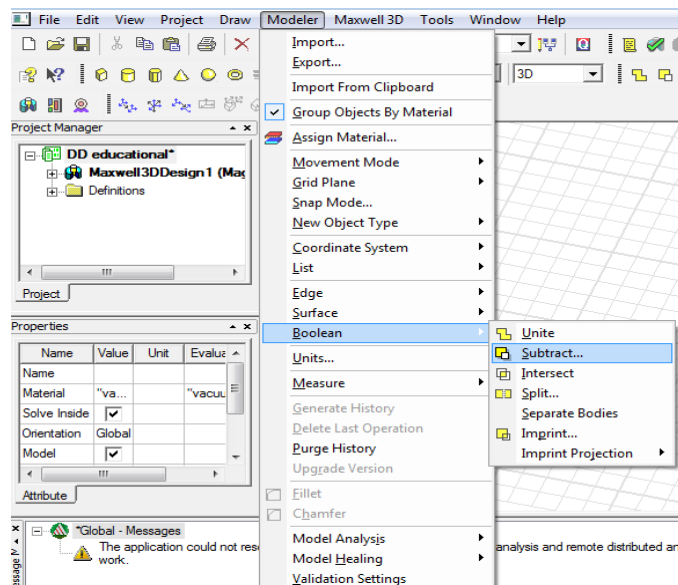 File Edit View Project Draw Modeler Maxwell 3D Tools Window Help
Import...
Export...
Import From Clipboard
3D
Group Objects By Material
Project Manager
Assign Material...
DD educational*
Maxwell3DDesign1 (Mag
Definitions
Movement Mode
Grid Plane
Snap Mode...
New Object Type
Coordinate System
List
Project
Edge
Surface
Properties
Boolean
Unite
Subtract...
Intersect
Split...
Separate Bodies
Imprint...
Imprint Projection
Name Value Unit Evalua
Name
Material "va... "vacuu
Solve Inside
Orientation Global
Model
Attribute
Units...
Measure
Generate History
Delete Last Operation
Purge History
Upgrade Version
Fillet
Chamfer
Model Analysis
Model Healing
Validation Settings
*Global - Messages
The application could not res
analysis and remote distributed an
work.
ssage M